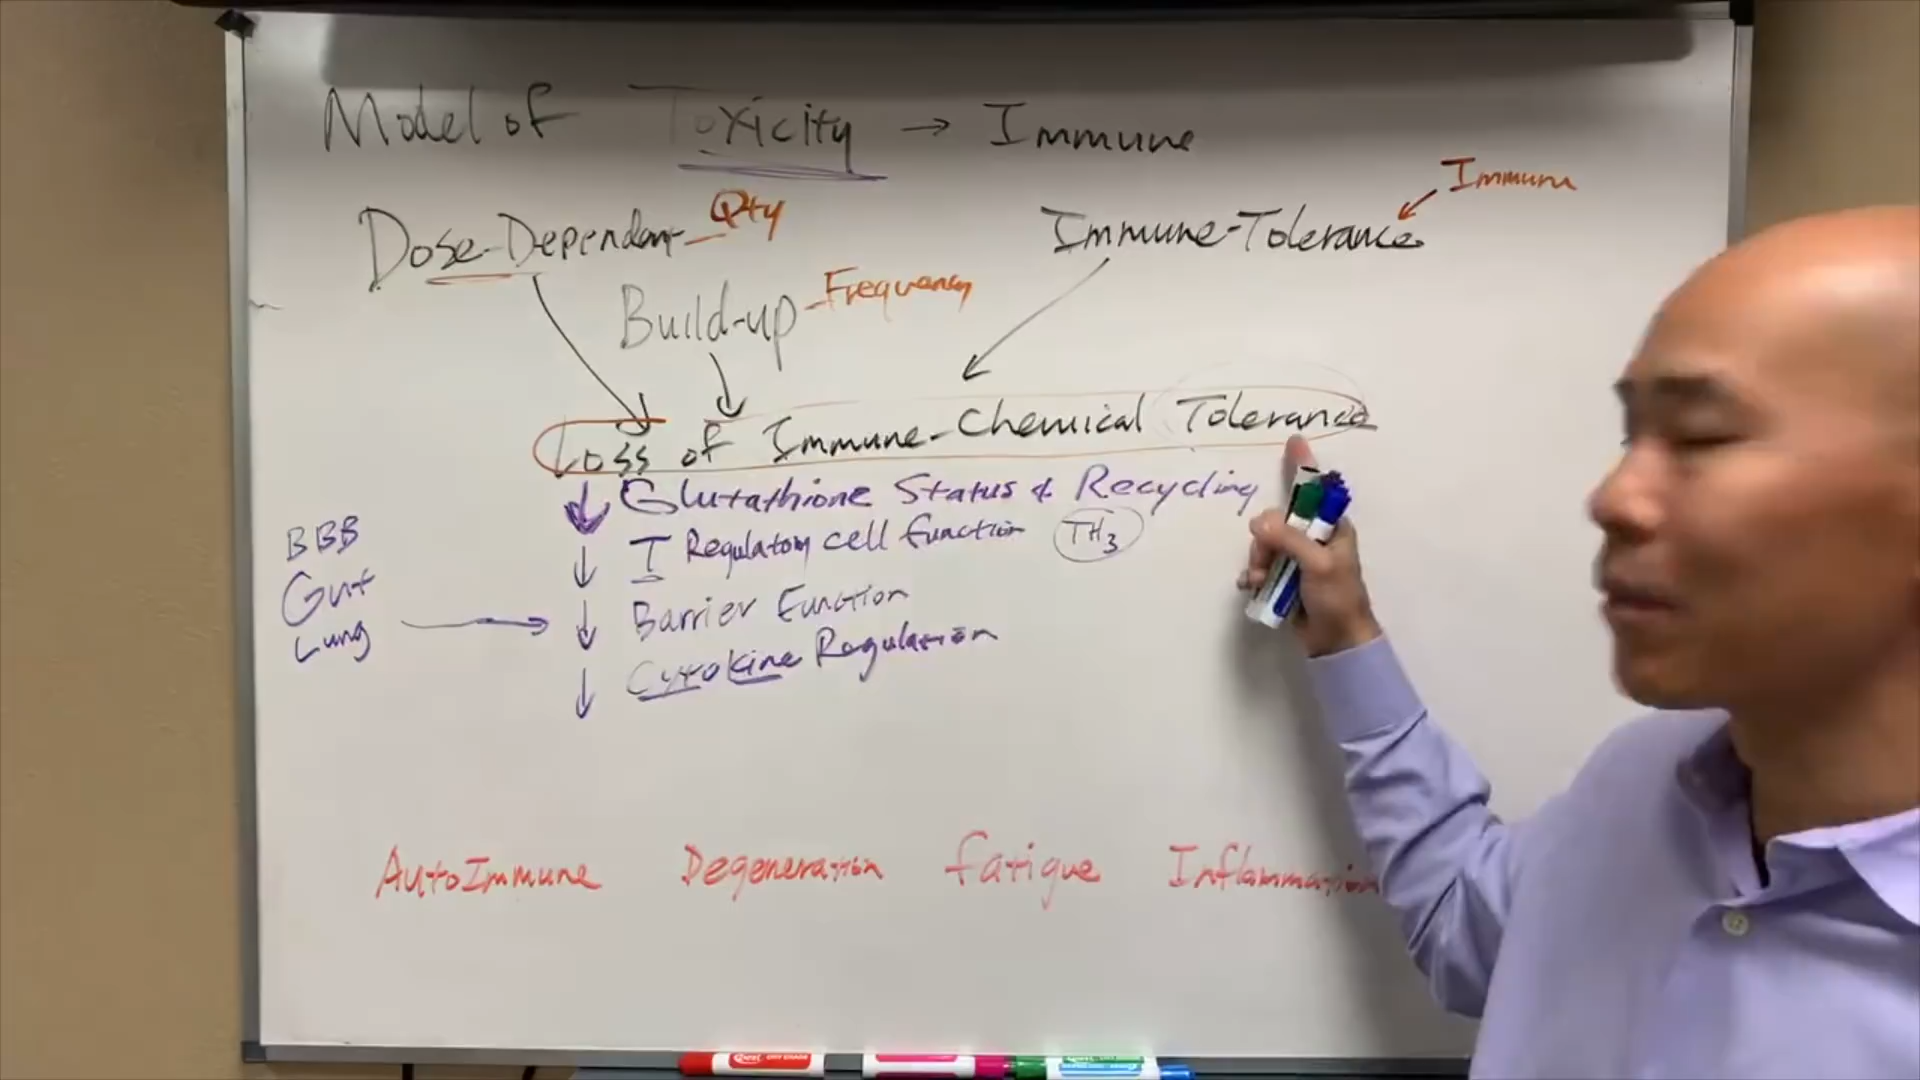 Model of Toxicity → Immune
Immune
Dose-Dependant - Qty
Immune-Tolerance
Build-up - Frequency
Loss of Immune-Chemical Tolerance
↓ Glutathione Status & Recycling
↓ T Regulatory cell function TH3
↓ Barrier Function
↓ Cytokine Regulation
BBB
Gut
Lung →
AutoImmune Degeneration fatigue Inflammation